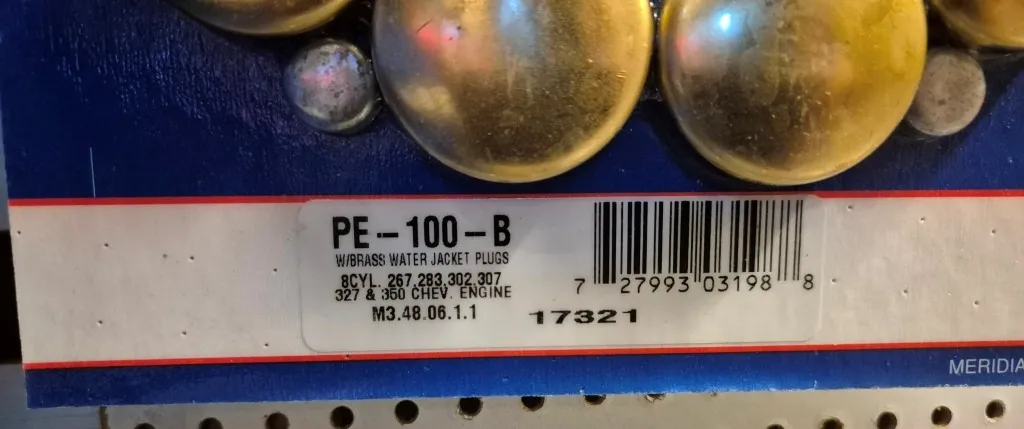 PE-100-B
W/BRASS WATER JACKET PLUGS
8CYL. 267,283,302,307
327 & 350 CHEV. ENGINE
M3.48.06.1.1
17321
7 27993 03198 8
MERIDIA